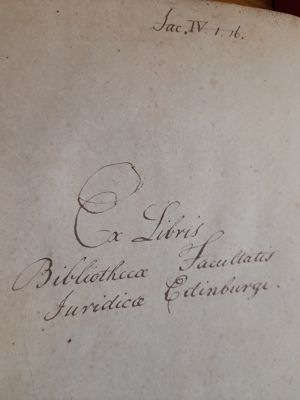 Jac. IV. 1. 16.
Ex Libris
Bibliothecæ Facultatis
Juridicæ Edinburgi.